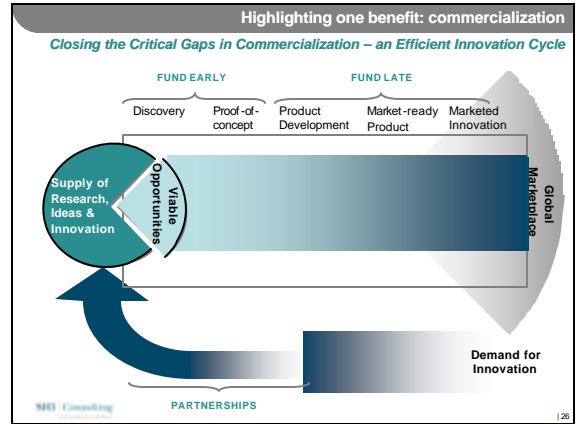 Highlighting one benefit: commercialization
Closing the Critical Gaps in Commercialization – an Efficient Innovation Cycle
FUND EARLY
FUND LATE
Discovery
Proof-of-
concept
Product
Development
Market-ready
Product
Marketed
Innovation
Supply of
Research,
Ideas &
Innovation
Viable
Opportunities
Global
Marketplace
Demand for
Innovation
PARTNERSHIPS
SHI Consulting
| 26